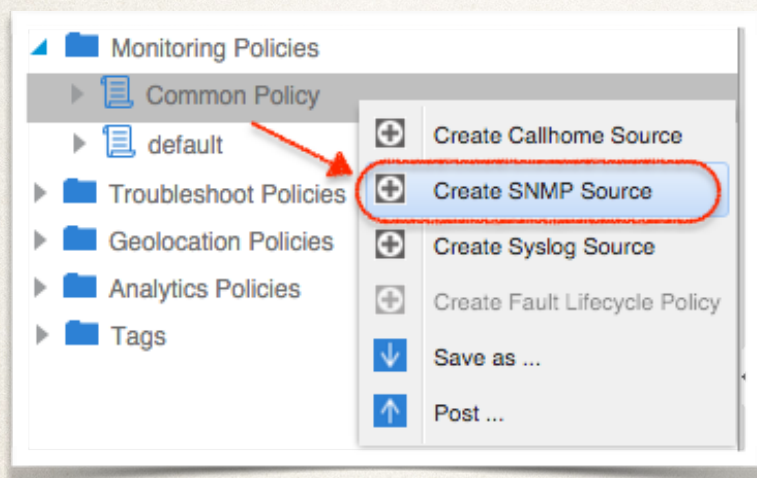 Monitoring Policies
Common Policy
default
Troubleshoot Policies
Geolocation Policies
Analytics Policies
Tags
Create Callhome Source
Create SNMP Source
Create Syslog Source
Create Fault Lifecycle Policy
Save as ...
Post ...